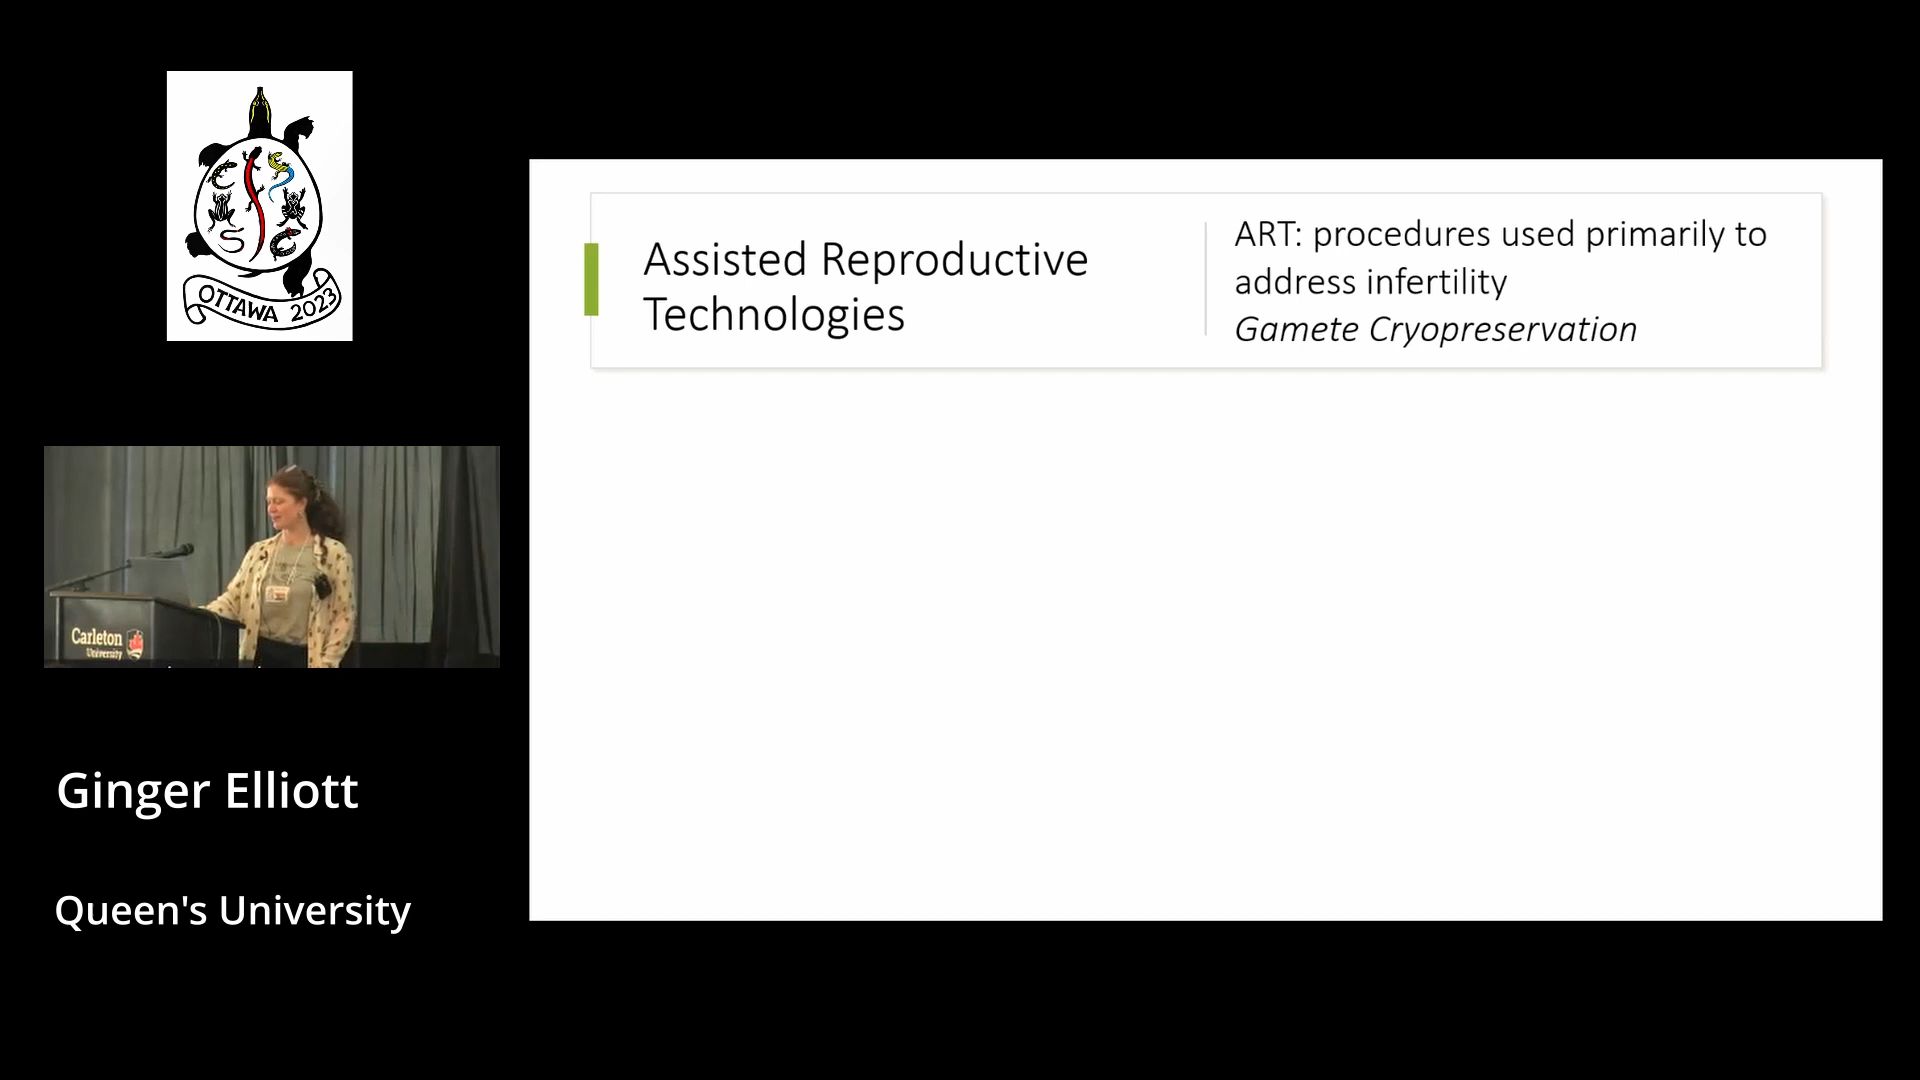 OTTAWA 2023
Assisted Reproductive
Technologies
ART: procedures used primarily to
address infertility
Gamete Cryopreservation
Carleton
University
Ginger Elliott
Queen's University